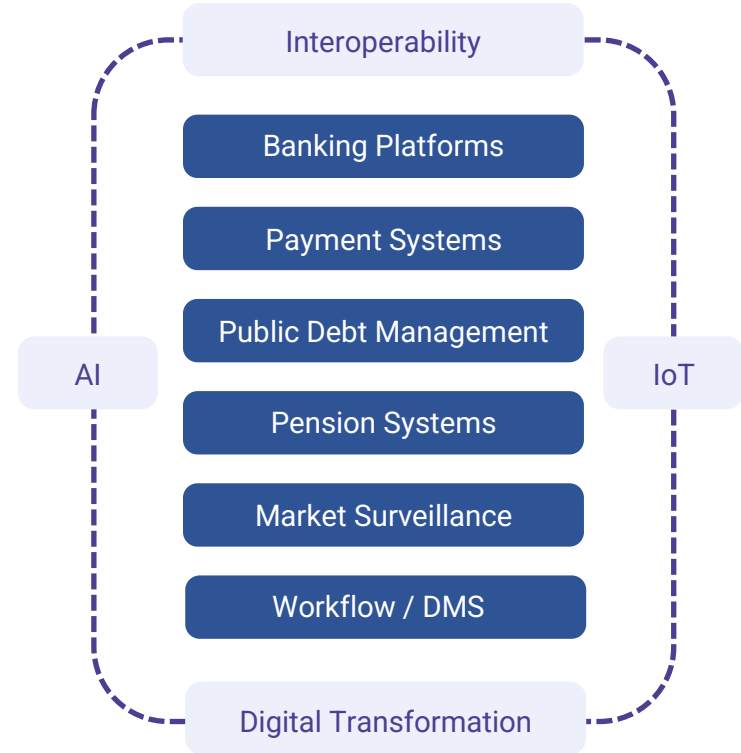 Interoperability
Banking Platforms
Payment Systems
Public Debt Management
AI
IoT
Pension Systems
Market Surveillance
Workflow / DMS
Digital Transformation